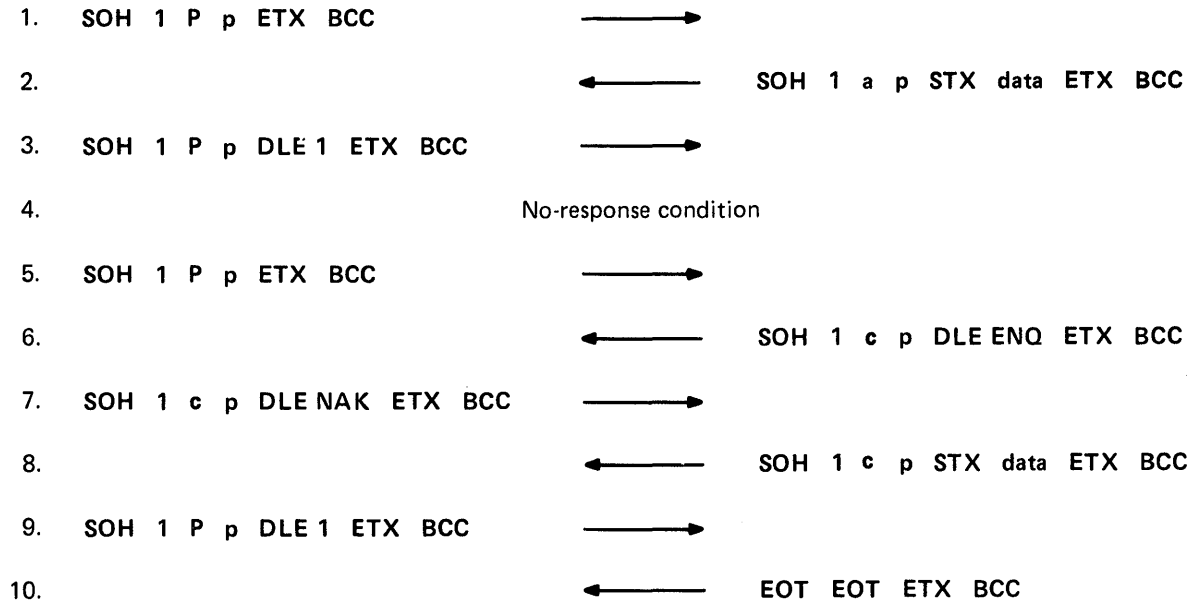 1. SOH 1 P p ETX BCC
2. SOH 1 a p STX data ETX BCC
3. SOH 1 P p DLE 1 ETX BCC
4. No-response condition
5. SOH 1 P p ETX BCC
6. SOH 1 c p DLE ENQ ETX BCC
7. SOH 1 c p DLE NAK ETX BCC
8. SOH 1 c p STX data ETX BCC
9. SOH 1 P p DLE 1 ETX BCC
10. EOT EOT ETX BCC